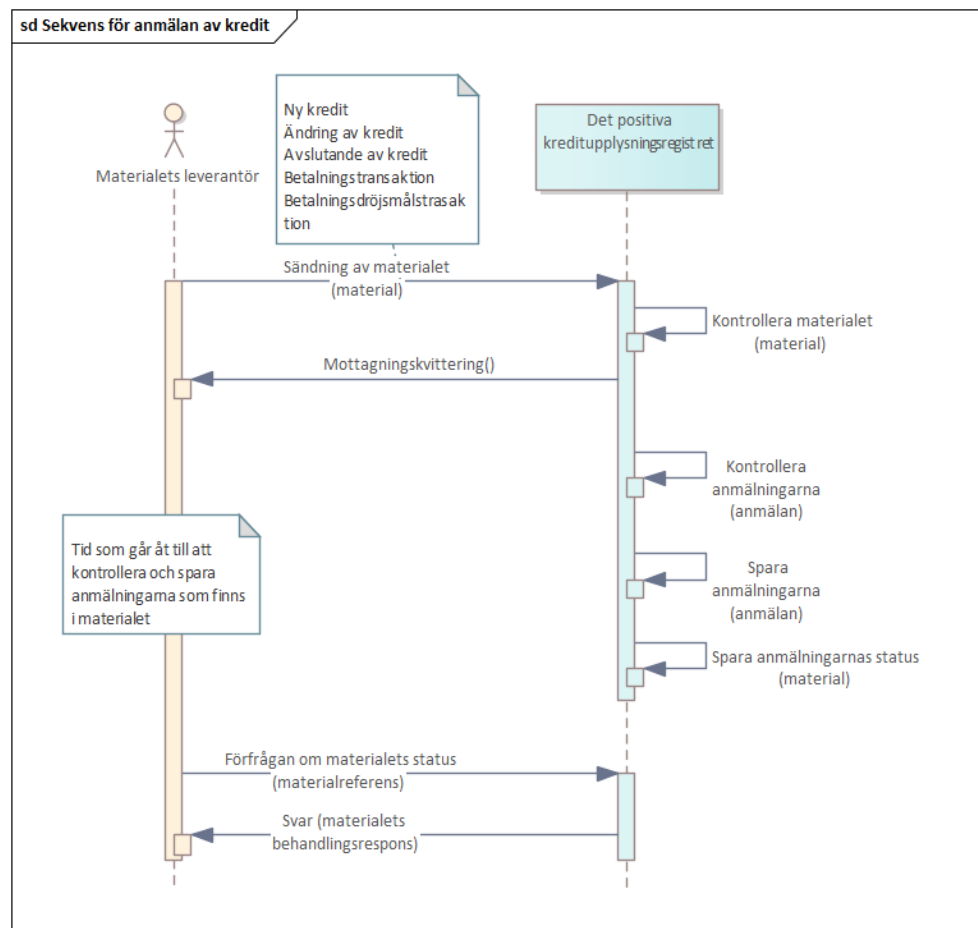 sd Sekvens för anmälan av kredit
Ny kredit
Ändring av kredit
Avslutande av kredit
Betalningstransaktion
Betalningsdröjsmålstrasak
tion
Det positiva
kreditupplysningsregistret
Materialets leverantör
Sändning av materialet
(material)
Kontrollera materialet
(material)
Mottagningskvittering()
Kontrollera
anmälningarna
(anmälan)
Tid som går åt till att
kontrollera och spara
anmälningarna som finns
i materialet
Spara
anmälningarna
(anmälan)
Spara anmälningarnas status
(material)
Förfrågan om materialets status
(materialreferens)
Svar (materialets
behandlingsrespons)